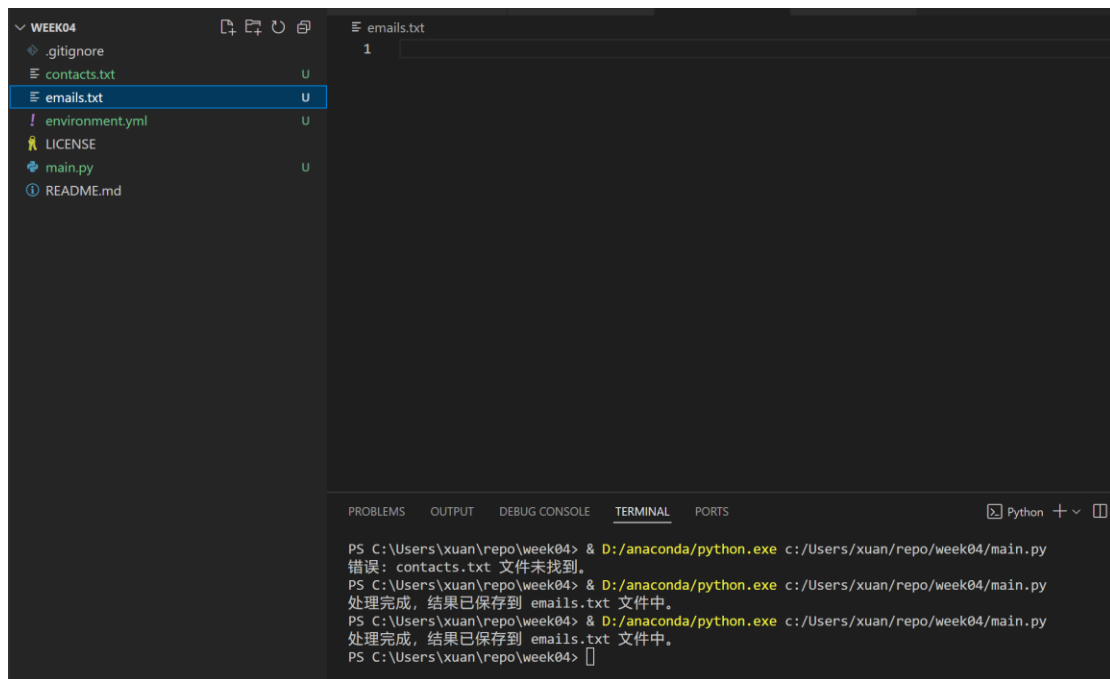 WEEK04
.gitignore
contacts.txt U
emails.txt U
! environment.yml U
LICENSE
main.py U
README.md
emails.txt
1
PROBLEMS OUTPUT DEBUG CONSOLE TERMINAL PORTS Python
PS C:\Users\xuan\repo\week04> & D:/anaconda/python.exe c:/Users/xuan/repo/week04/main.py
错误: contacts.txt 文件未找到。
PS C:\Users\xuan\repo\week04> & D:/anaconda/python.exe c:/Users/xuan/repo/week04/main.py
处理完成，结果已保存到 emails.txt 文件中。
PS C:\Users\xuan\repo\week04> & D:/anaconda/python.exe c:/Users/xuan/repo/week04/main.py
处理完成，结果已保存到 emails.txt 文件中。
PS C:\Users\xuan\repo\week04>